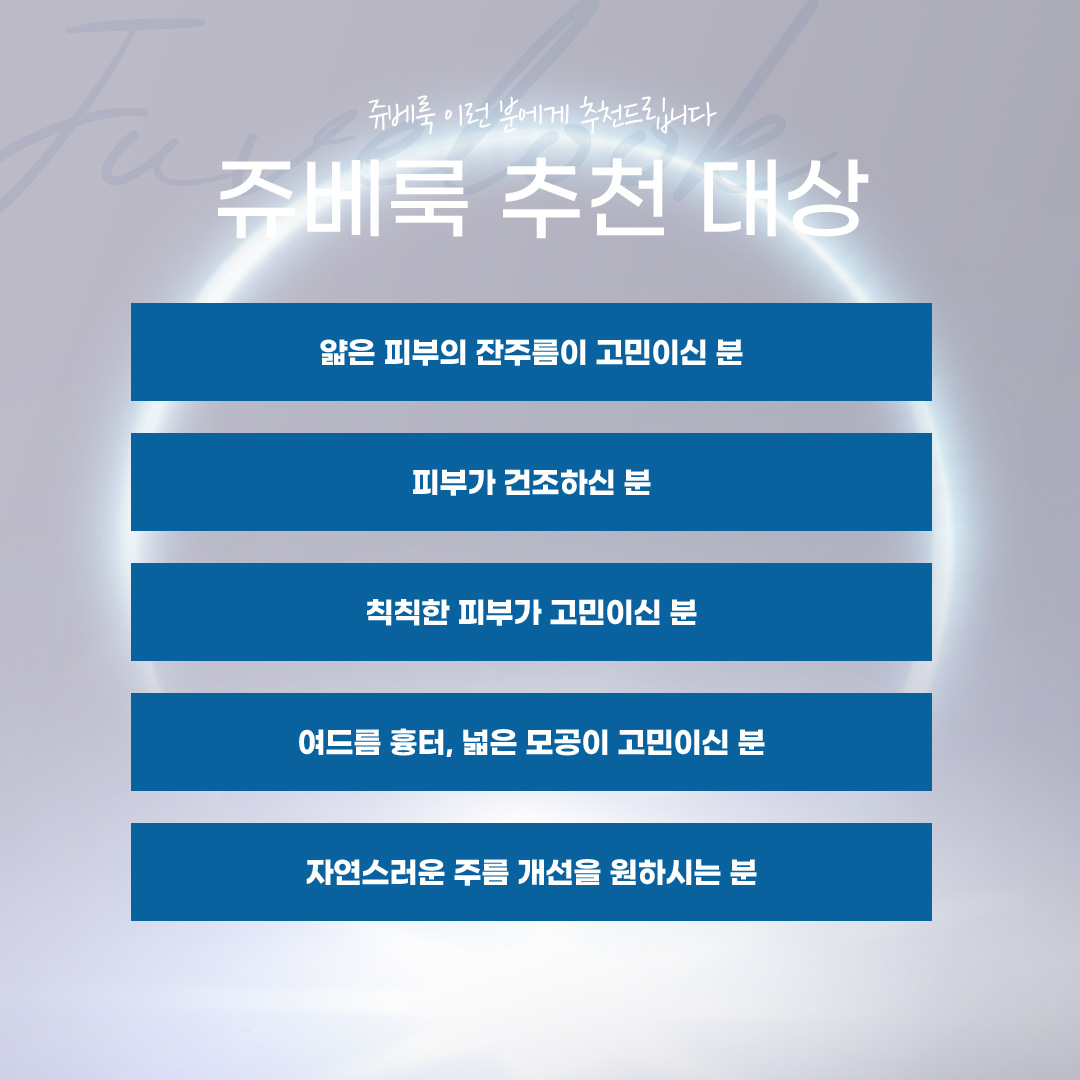 Juvelook
쥬베룩 이런 분에게 추천드립니다
쥬베룩 추천 대상
얇은 피부의 잔주름이 고민이신 분
피부가 건조하신 분
칙칙한 피부가 고민이신 분
여드름 흉터, 넓은 모공이 고민이신 분
자연스러운 주름 개선을 원하시는 분